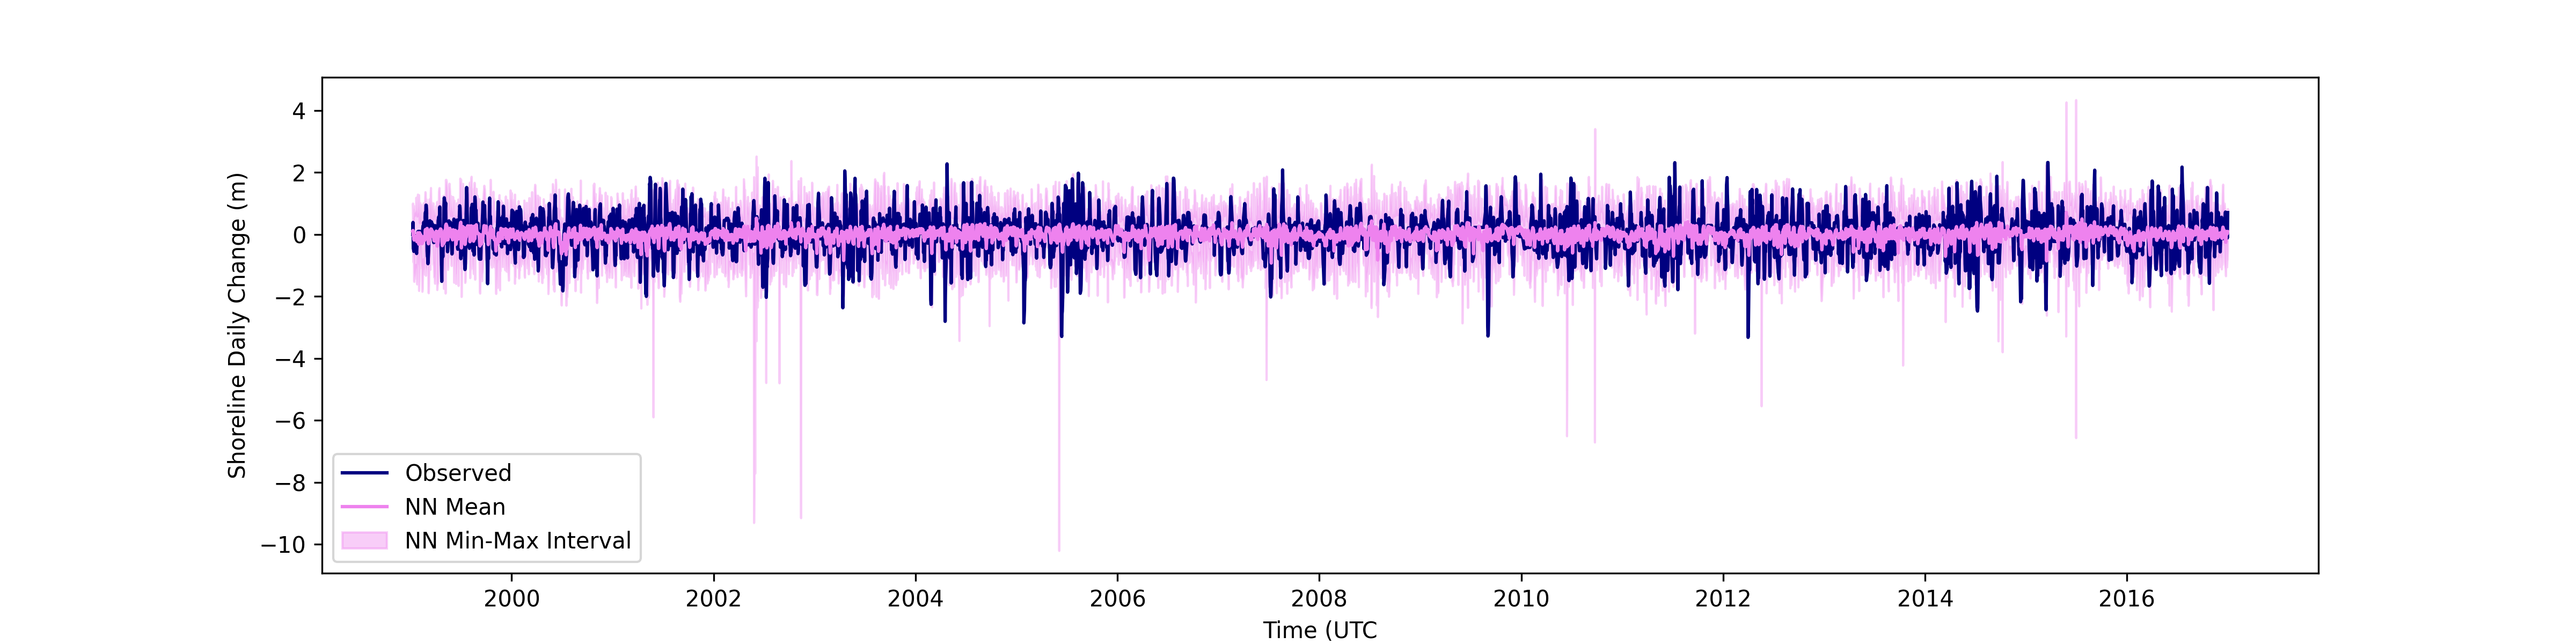 Shoreline Daily Change (m)
4
2
0
−2
−4
−6
−8
−10
Observed
NN Mean
NN Min-Max Interval
2000 2002 2004 2006 2008 2010 2012 2014 2016
Time (UTC